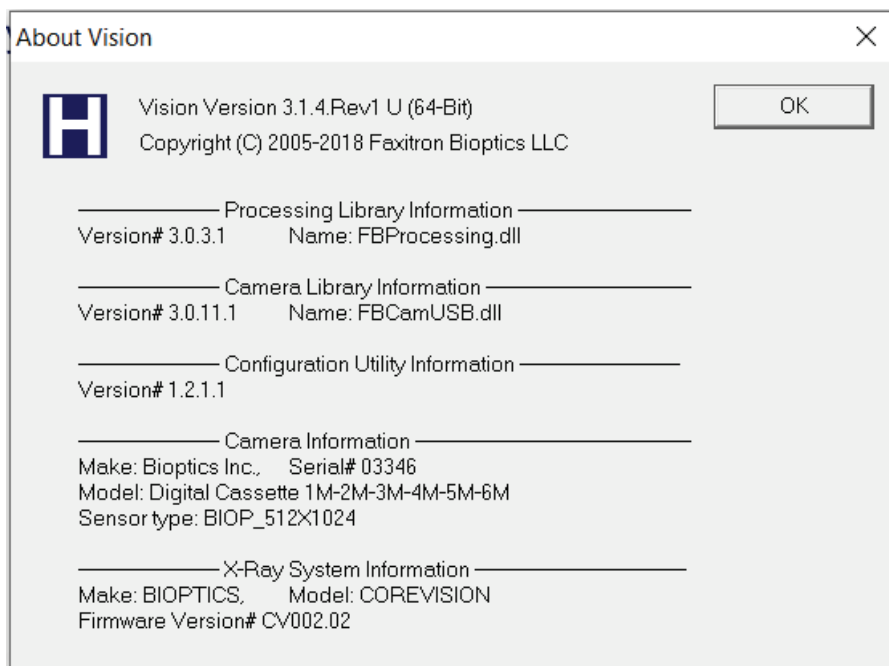 About Vision
H
Vision Version 3.1.4.Rev1 U (64-Bit)
OK
Copyright (C) 2005-2018 Faxitron Bioptics LLC
Processing Library Information
Version# 3.0.3.1 Name: FBProcessing.dll
Camera Library Information
Version# 3.0.11.1 Name: FBCamUSB.dll
Configuration Utility Information
Version# 1.2.1.1
Camera Information
Make: Bioptics Inc., Serial# 03346
Model: Digital Cassette 1M-2M-3M-4M-5M-6M
Sensor type: BIOP_512X1024
X-Ray System Information
Make: BIOPTICS, Model: COREVISION
Firmware Version# CV002.02